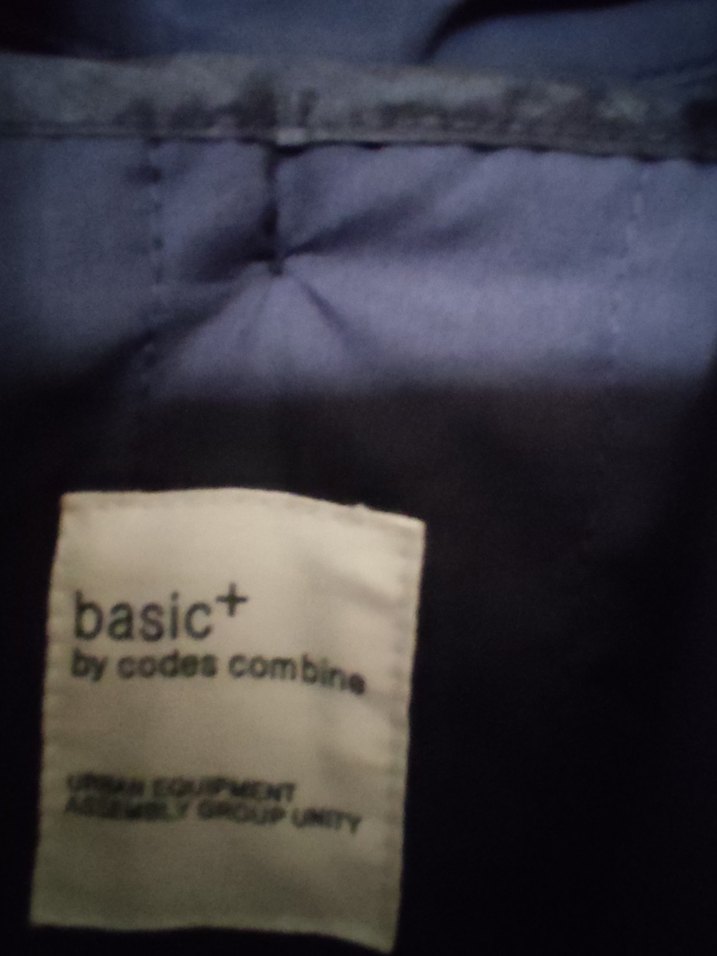 basic+
by codes combine
URBAN EQUIPMENT
ASSEMBLY GROUP UNITY